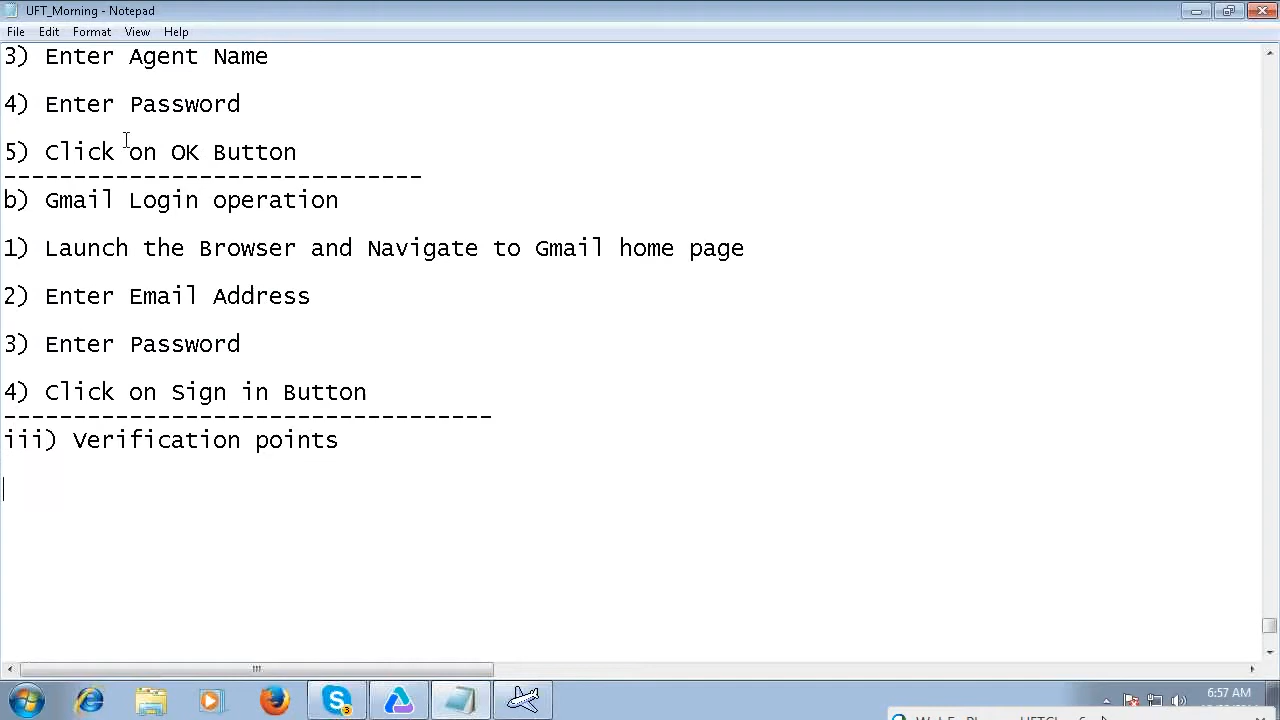 UFT_Morning - Notepad
File Edit Format View Help
3) Enter Agent Name
4) Enter Password
5) Click on OK Button
------------------------------
b) Gmail Login operation
1) Launch the Browser and Navigate to Gmail home page
2) Enter Email Address
3) Enter Password
4) Click on Sign in Button
-----------------------------------
iii) Verification points
3
6:57 AM